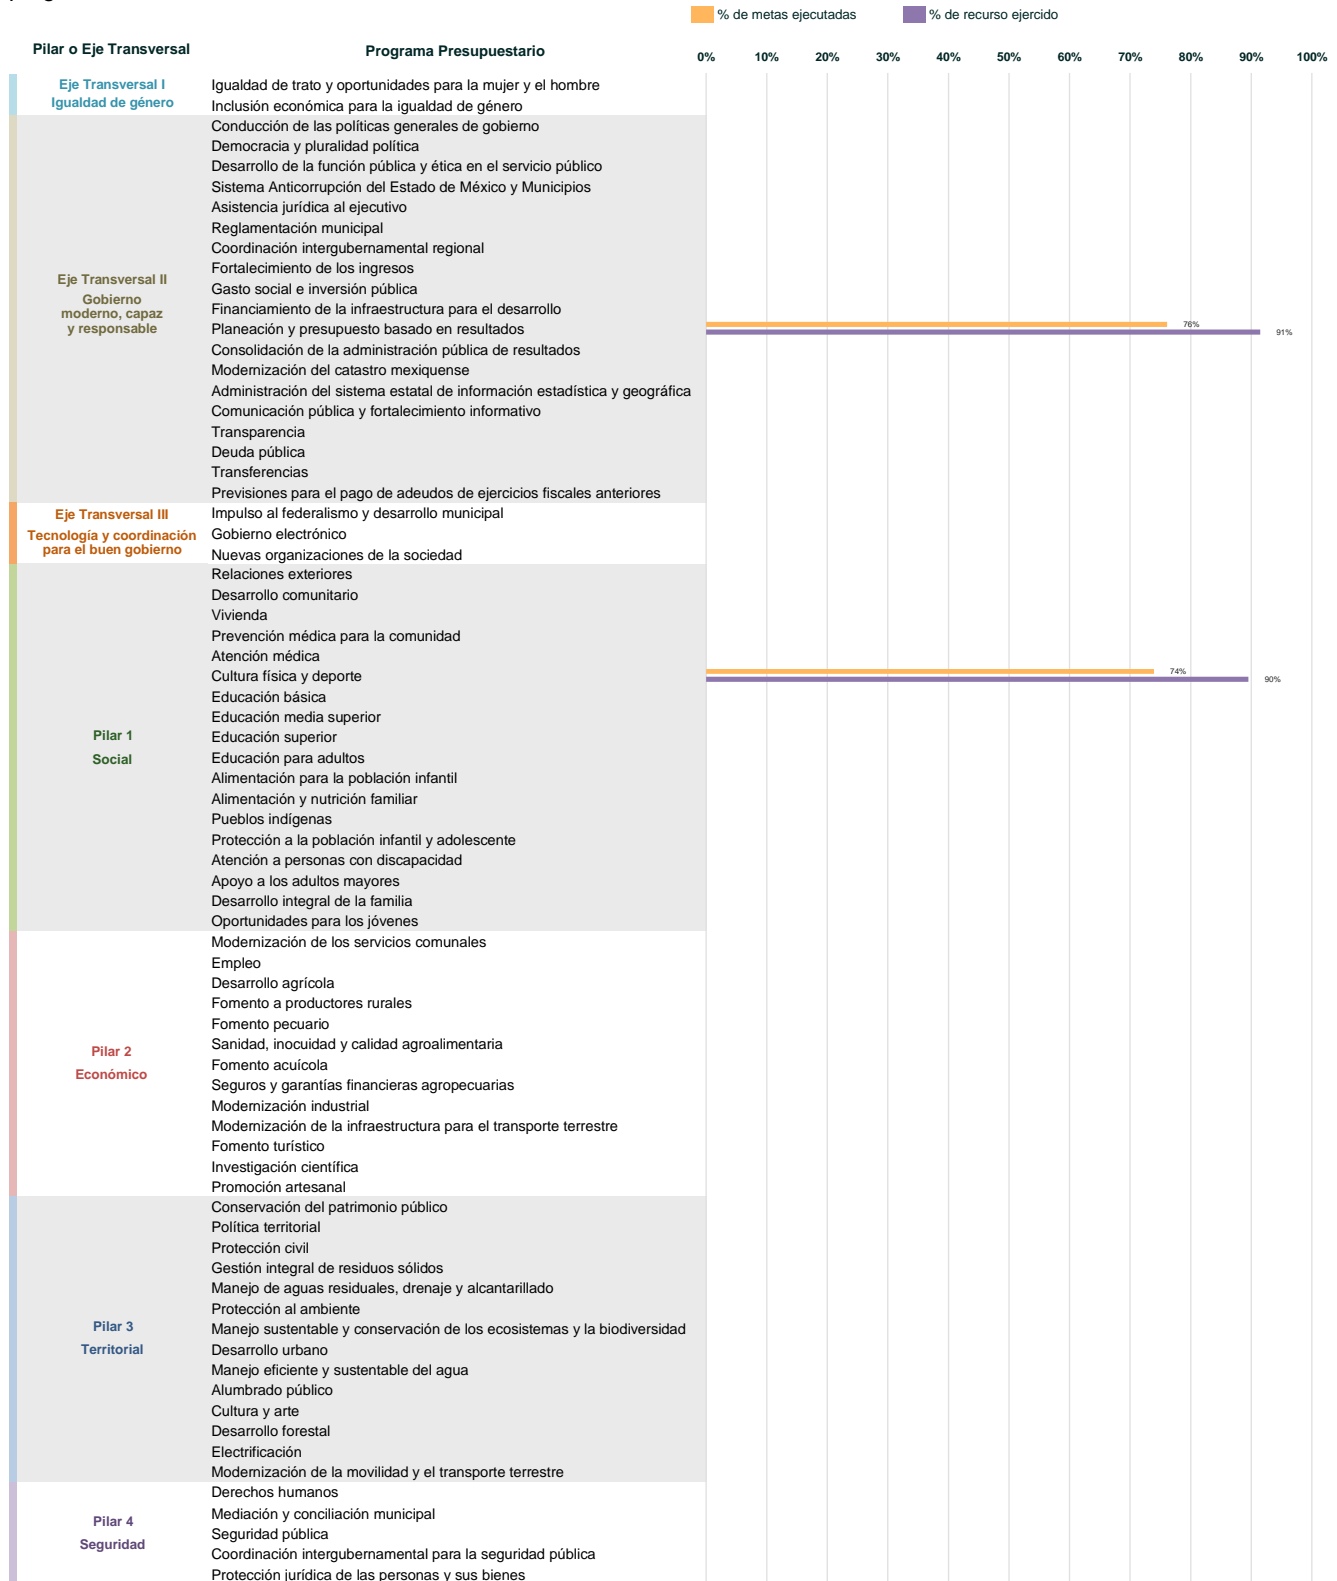 % de metas ejecutadas % de recurso ejercido
Pilar o Eje Transversal Programa Presupuestario 0% 10% 20% 30% 40% 50% 60% 70% 80% 90% 100%
Eje Transversal I
Igualdad de género
Igualdad de trato y oportunidades para la mujer y el hombre
Inclusión económica para la igualdad de género
Eje Transversal II
Gobierno
moderno, capaz
y responsable
Conducción de las políticas generales de gobierno
Democracia y pluralidad política
Desarrollo de la función pública y ética en el servicio público
Sistema Anticorrupción del Estado de México y Municipios
Asistencia jurídica al ejecutivo
Reglamentación municipal
Coordinación intergubernamental regional
Fortalecimiento de los ingresos
Gasto social e inversión pública
Financiamiento de la infraestructura para el desarrollo
Planeación y presupuesto basado en resultados
76%
91%
Consolidación de la administración pública de resultados
Modernización del catastro mexiquense
Administración del sistema estatal de información estadística y geográfica
Comunicación pública y fortalecimiento informativo
Transparencia
Deuda pública
Transferencias
Previsiones para el pago de adeudos de ejercicios fiscales anteriores
Eje Transversal III
Tecnología y coordinación
para el buen gobierno
Impulso al federalismo y desarrollo municipal
Gobierno electrónico
Nuevas organizaciones de la sociedad
Pilar 1
Social
Relaciones exteriores
Desarrollo comunitario
Vivienda
Prevención médica para la comunidad
Atención médica
Cultura física y deporte
74%
90%
Educación básica
Educación media superior
Educación superior
Educación para adultos
Alimentación para la población infantil
Alimentación y nutrición familiar
Pueblos indígenas
Protección a la población infantil y adolescente
Atención a personas con discapacidad
Apoyo a los adultos mayores
Desarrollo integral de la familia
Oportunidades para los jóvenes
Pilar 2
Económico
Modernización de los servicios comunales
Empleo
Desarrollo agrícola
Fomento a productores rurales
Fomento pecuario
Sanidad, inocuidad y calidad agroalimentaria
Fomento acuícola
Seguros y garantías financieras agropecuarias
Modernización industrial
Modernización de la infraestructura para el transporte terrestre
Fomento turístico
Investigación científica
Promoción artesanal
Pilar 3
Territorial
Conservación del patrimonio público
Política territorial
Protección civil
Gestión integral de residuos sólidos
Manejo de aguas residuales, drenaje y alcantarillado
Protección al ambiente
Manejo sustentable y conservación de los ecosistemas y la biodiversidad
Desarrollo urbano
Manejo eficiente y sustentable del agua
Alumbrado público
Cultura y arte
Desarrollo forestal
Electrificación
Modernización de la movilidad y el transporte terrestre
Pilar 4
Seguridad
Derechos humanos
Mediación y conciliación municipal
Seguridad pública
Coordinación intergubernamental para la seguridad pública
Protección jurídica de las personas y sus bienes